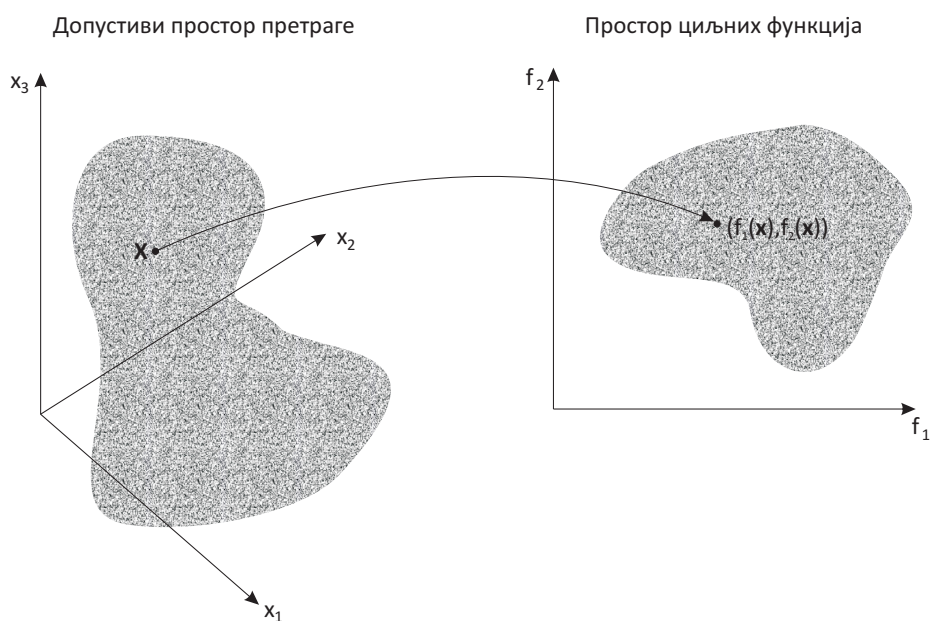 Допустиви простор претраге
Простор циљних функција
x3
f2
x2
X
(f1(x),f2(x))
f1
x1